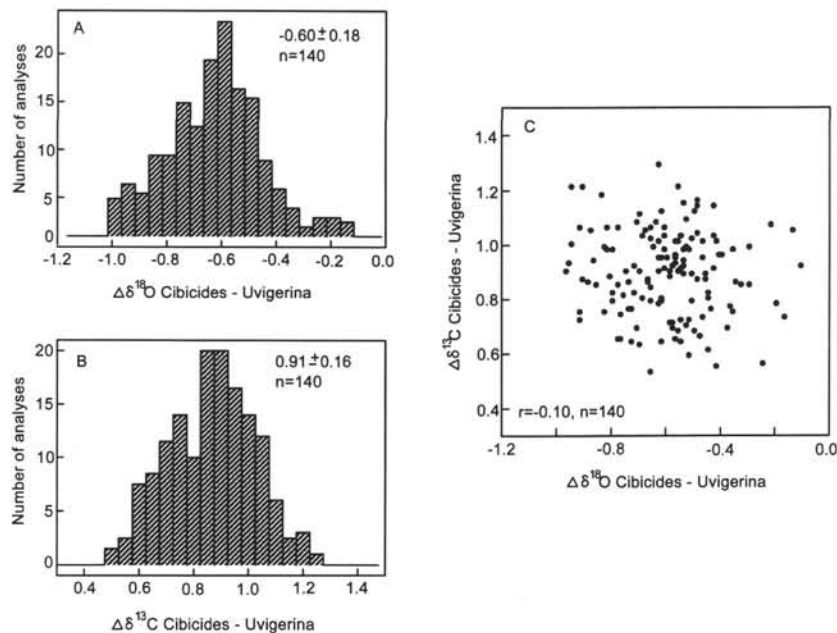 A
-0.60±0.18
n=140
Number of analyses
20
15
10
5
0
-1.2
-1.0
-0.8
-0.6
-0.4
-0.2
0.0
Δδ¹⁸O Cibicides - Uvigerina
B
0.91±0.16
n=140
Number of analyses
20
15
10
5
0
0.4
0.6
0.8
1.0
1.2
1.4
Δδ¹³C Cibicides - Uvigerina
C
Δδ¹³C Cibicides - Uvigerina
1.4
1.2
1.0
0.8
0.6
0.4
r=-0.10, n=140
-1.2
-0.8
-0.4
0.0
Δδ¹⁸O Cibicides - Uvigerina